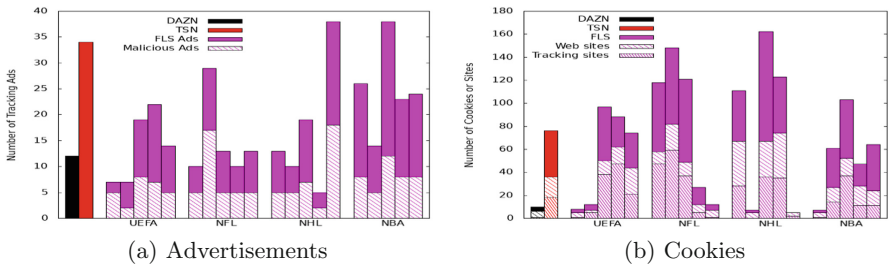 40
35
30
25
20
15
10
5
0
Number of Tracking Ads
DAZN
TSN
FLS Ads
Malicious Ads
UEFA NFL NHL NBA
(a) Advertisements
180
160
140
120
100
80
60
40
20
0
Number of Cookies or Sites
DAZN
TSN
FLS
Web sites
Tracking sites
UEFA NFL NHL NBA
(b) Cookies